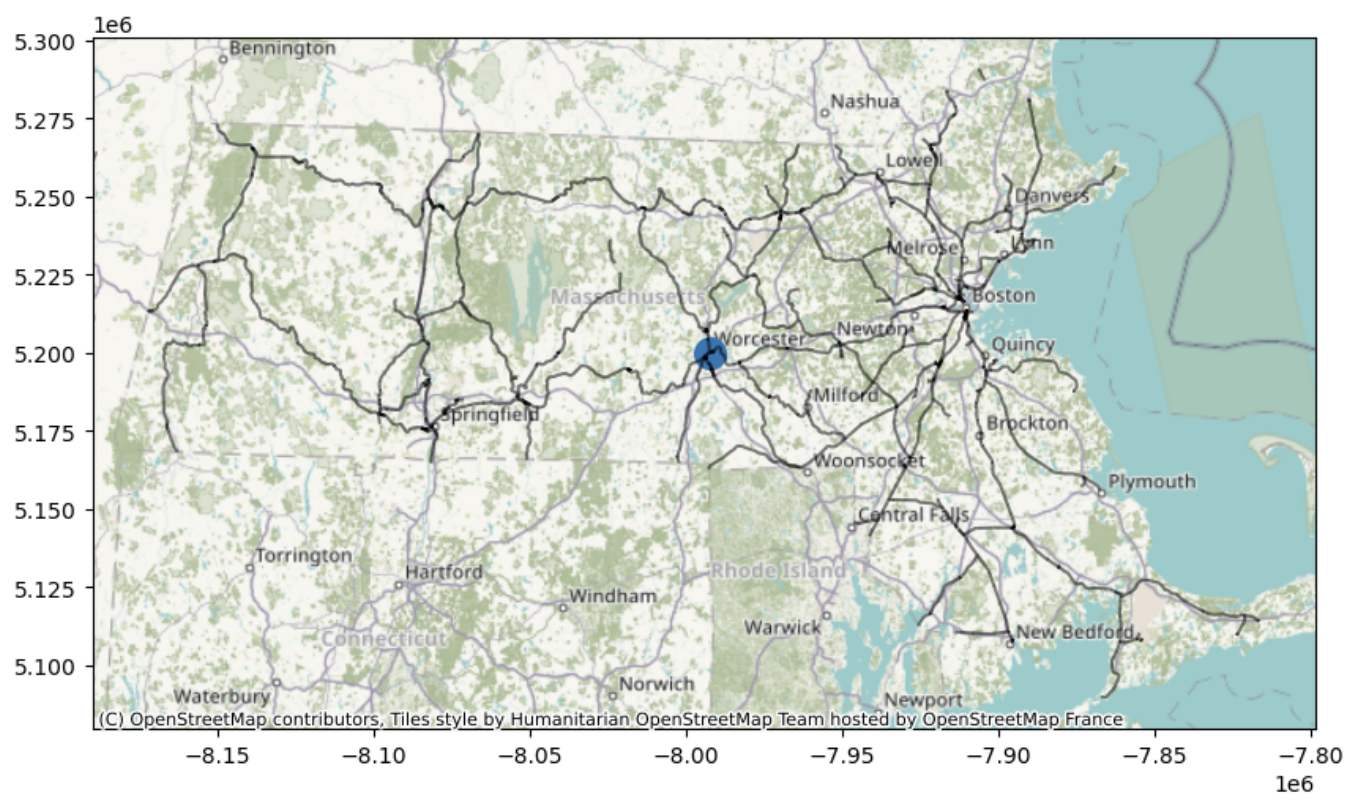 1e6
5.300
Bennington
Nashua
5.275
Lowell
5.250
Danvers
Melrose
Lynn
5.225
Massachusetts
Boston
Newton
Worcester
Quincy
5.200
Milford
Springfield
Brockton
5.175
Woonsocket
Plymouth
5.150
Central Falls
Torrington
Hartford
Rhode Island
5.125
Windham
Warwick
New Bedford
Connecticut
5.100
Norwich
Waterbury
Newport
(C) OpenStreetMap contributors, Tiles style by Humanitarian OpenStreetMap Team hosted by OpenStreetMap France
−8.15 −8.10 −8.05 −8.00 −7.95 −7.90 −7.85 −7.80
1e6